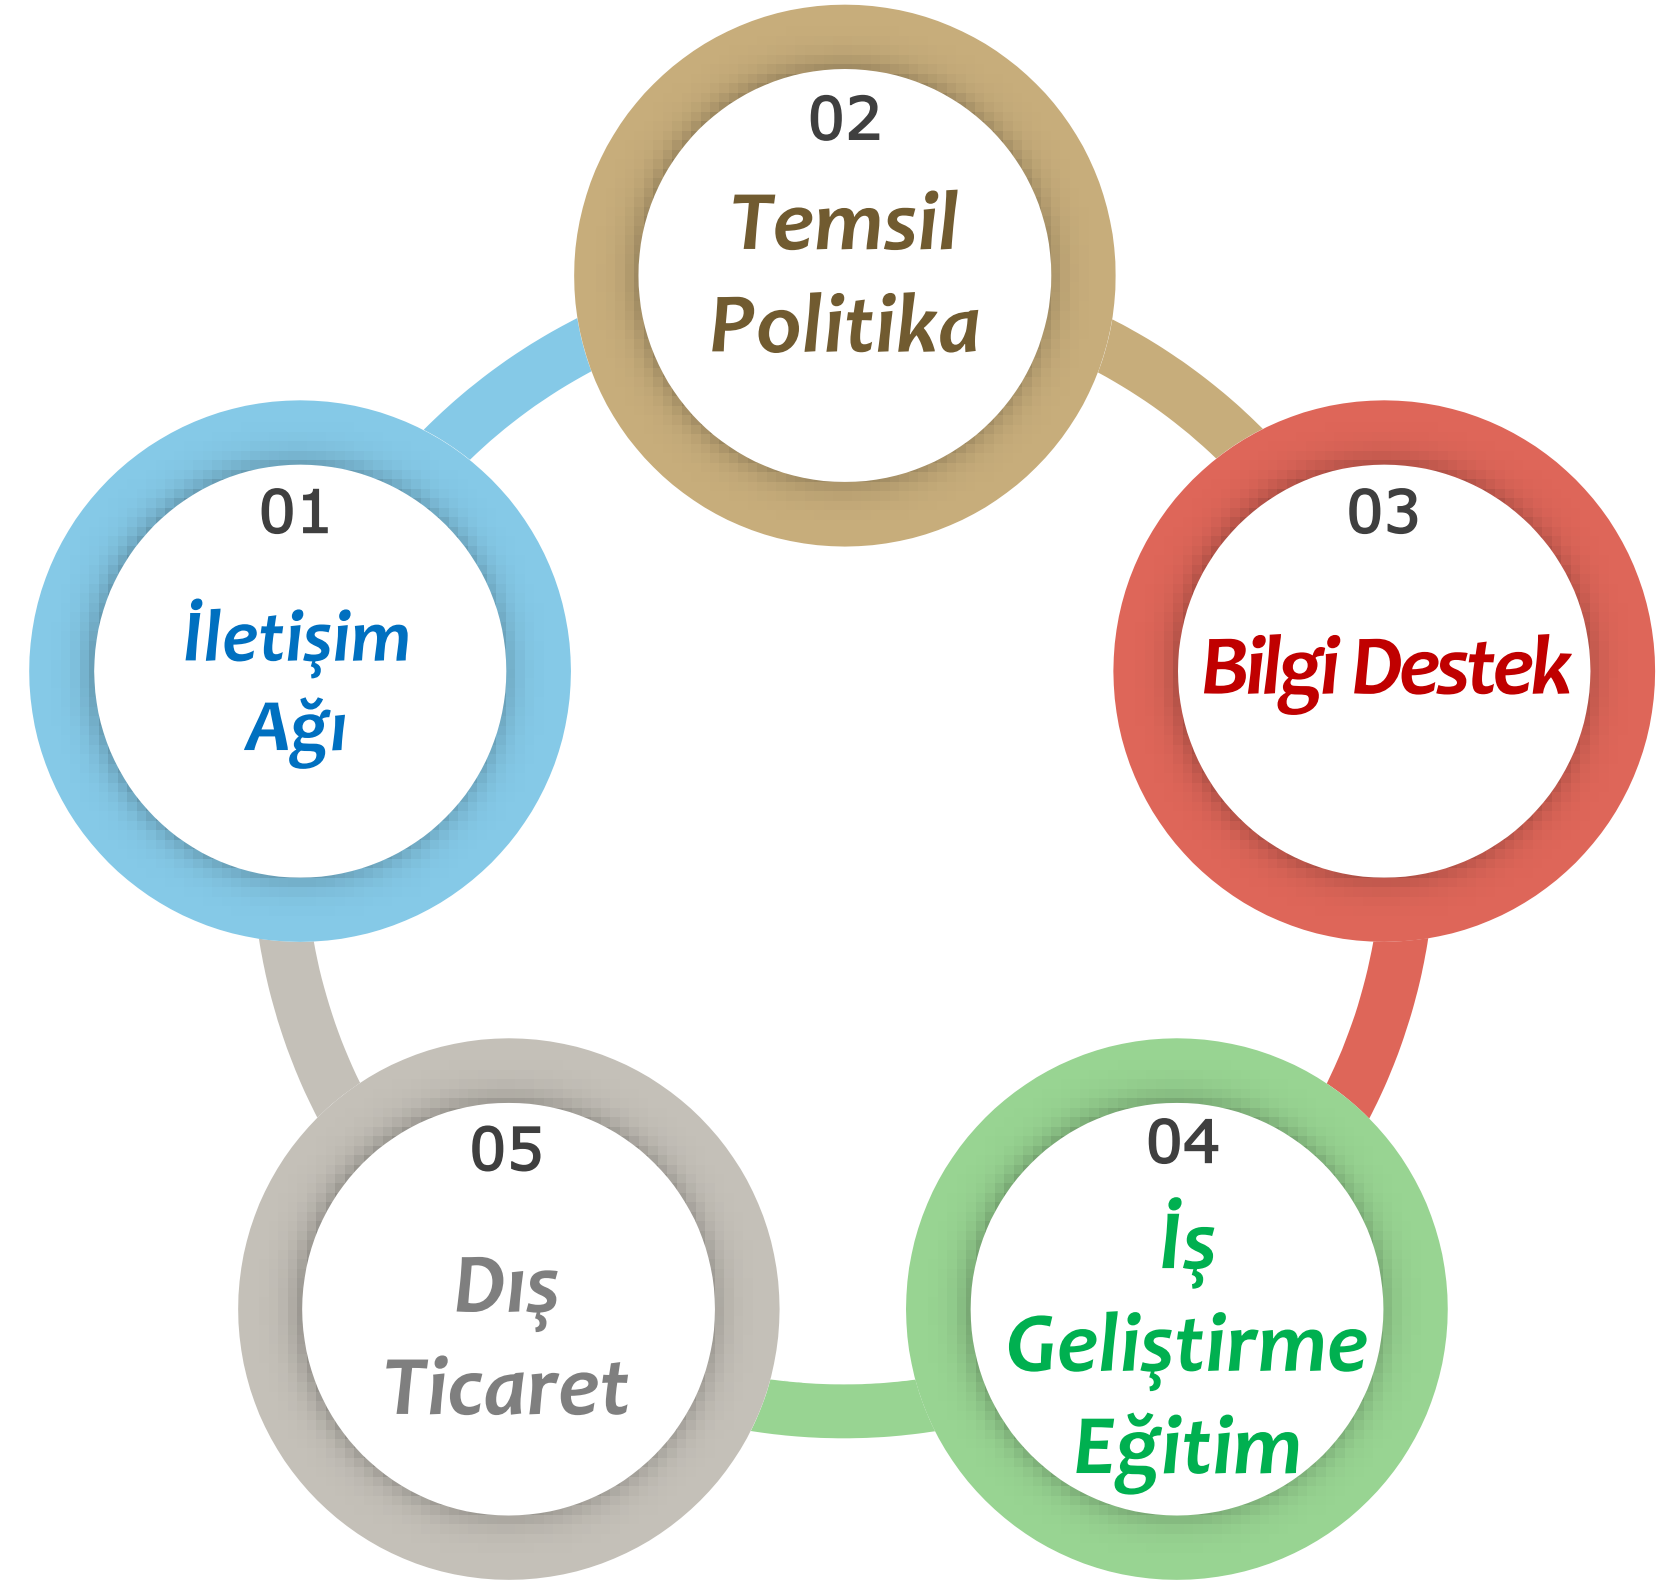 01
İletişim
Ağı
02
Temsil
Politika
03
Bilgi Destek
04
İş
Geliştirme
Eğitim
05
Dış
Ticaret